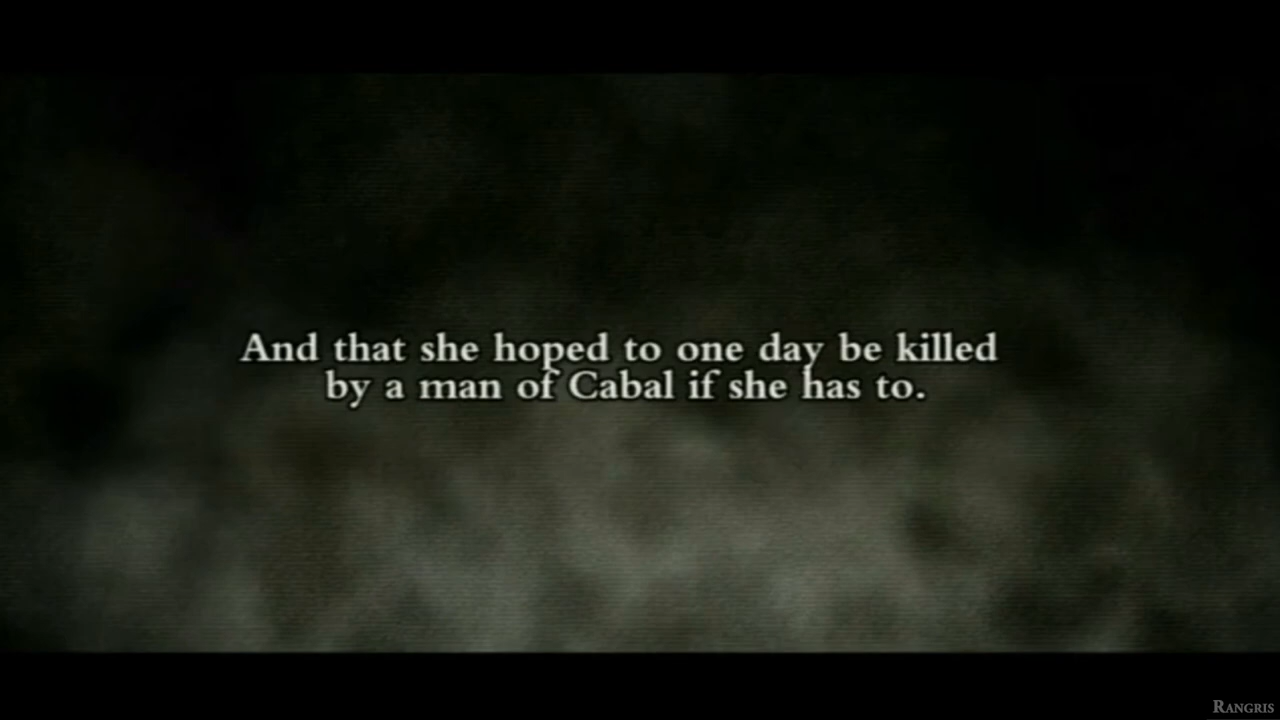 And that she hoped to one day be killed
by a man of Cabal if she has to.
RANGRIS